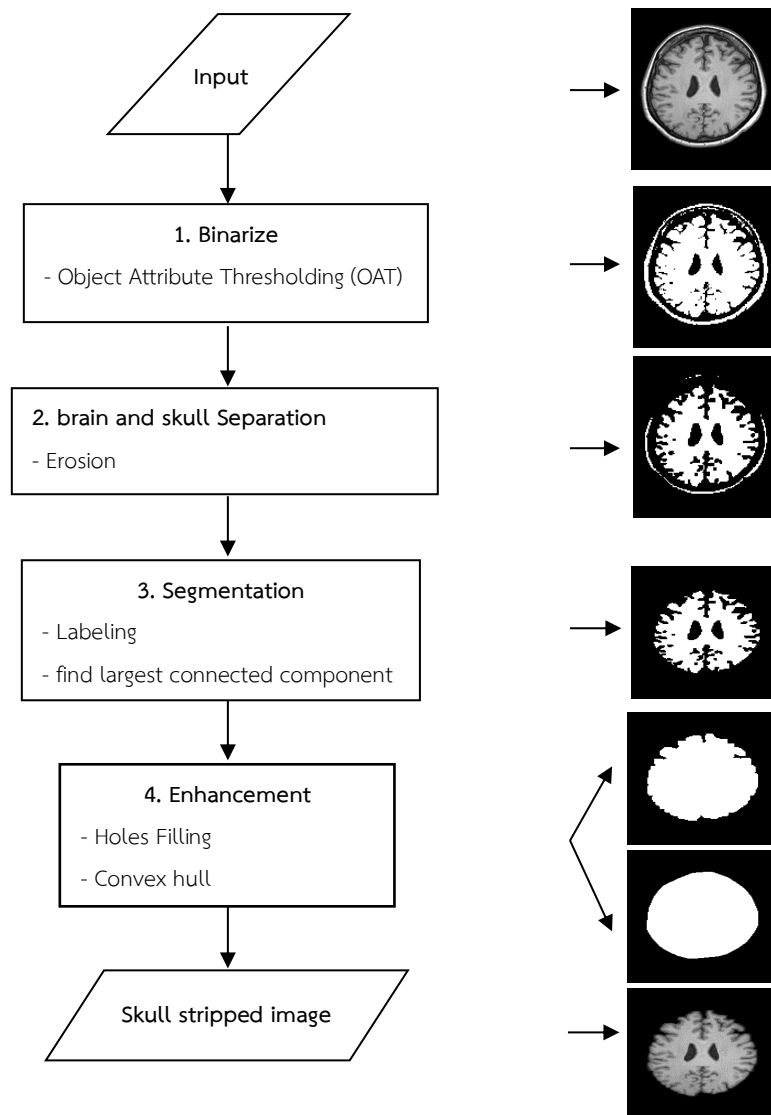 Input
1. Binarize
- Object Attribute Thresholding (OAT)
2. brain and skull Separation
- Erosion
3. Segmentation
- Labeling
- find largest connected component
4. Enhancement
- Holes Filling
- Convex hull
Skull stripped image